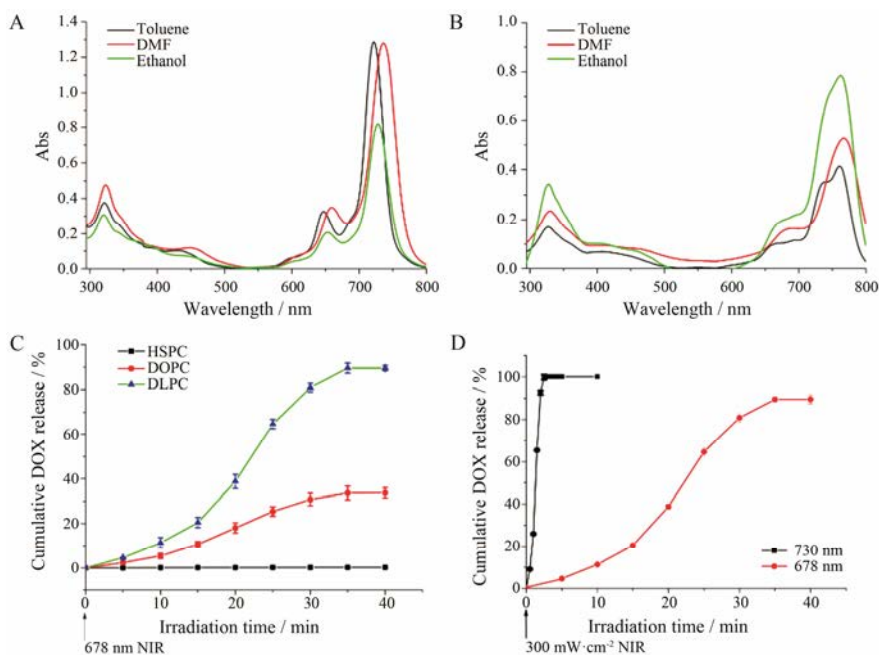 A
Toluene
DMF
Ethanol
Abs
1.4
1.2
1.0
0.8
0.6
0.4
0.2
0.0
300 400 500 600 700 800
Wavelength / nm
B
Toluene
DMF
Ethanol
Abs
1.0
0.8
0.6
0.4
0.2
0.0
300 400 500 600 700 800
Wavelength / nm
C
HSPC
DOPC
DLPC
Cumulative DOX release / %
100
80
60
40
20
0
0 10 20 30 40
Irradiation time / min
678 nm NIR
D
Cumulative DOX release / %
100
80
60
40
20
0
730 nm
678 nm
0 10 20 30 40
Irradiation time / min
300 mW·cm-2 NIR